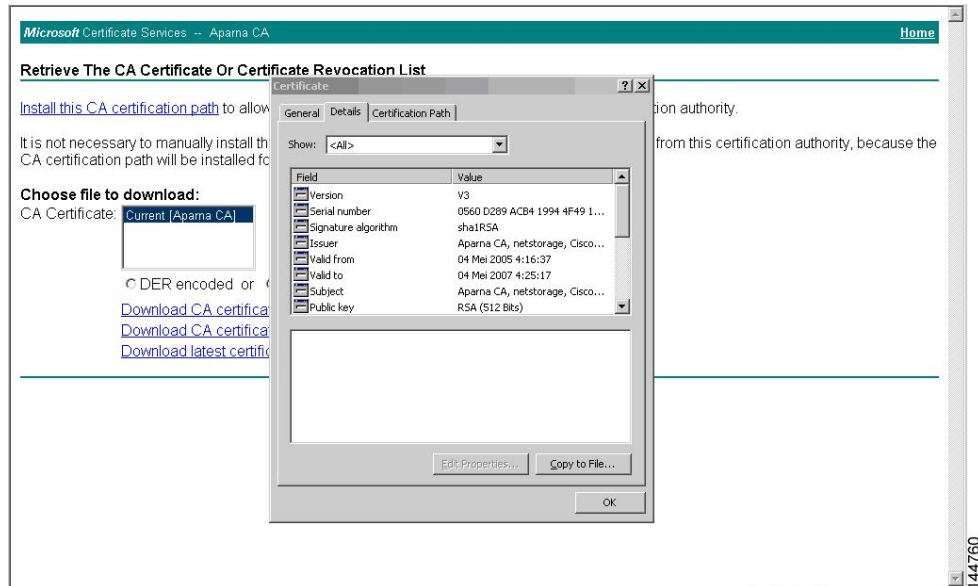 Microsoft Certificate Services -- Aparna CA
Home
Retrieve The CA Certificate Or Certificate Revocation List
Install this CA certification path to allow
tion authority.
It is not necessary to manually install th
from this certification authority, because the
CA certification path will be installed fo
Choose file to download:
CA Certificate:
Current [Aparna CA]
DER encoded or
Download CA certifica
Download CA certifica
Download latest certific
Certificate
General
Details
Certification Path
Show:
<All>
Field Value
Version V3
Serial number 0560 D289 ACB4 1994 4F49 1...
Signature algorithm sha1RSA
Issuer Aparna CA, netstorage, Cisco...
Valid from 04 Mei 2005 4:16:37
Valid to 04 Mei 2007 4:25:17
Subject Aparna CA, netstorage, Cisco...
Public key RSA (512 Bits)
Edit Properties...
Copy to File...
OK
144760